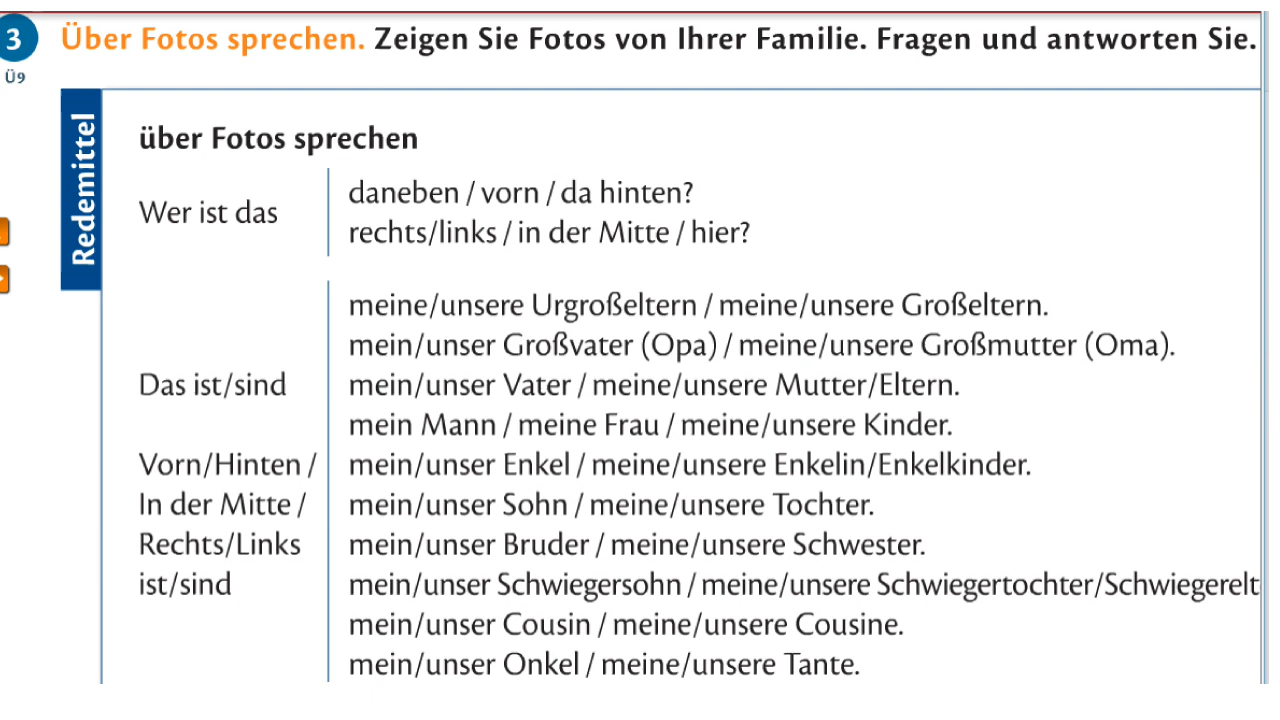 3 Über Fotos sprechen. Zeigen Sie Fotos von Ihrer Familie. Fragen und antworten Sie.
Ü9
Redemittel
über Fotos sprechen
Wer ist das
daneben / vorn / da hinten?
rechts/links / in der Mitte / hier?
Das ist/sind
Vorn/Hinten /
In der Mitte /
Rechts/Links
ist/sind
meine/unsere Urgroßeltern / meine/unsere Großeltern.
mein/unser Großvater (Opa) / meine/unsere Großmutter (Oma).
mein/unser Vater / meine/unsere Mutter/Eltern.
mein Mann / meine Frau / meine/unsere Kinder.
mein/unser Enkel / meine/unsere Enkelin/Enkelkinder.
mein/unser Sohn / meine/unsere Tochter.
mein/unser Bruder / meine/unsere Schwester.
mein/unser Schwiegersohn / meine/unsere Schwiegertochter/Schwiegerelt
mein/unser Cousin / meine/unsere Cousine.
mein/unser Onkel / meine/unsere Tante.